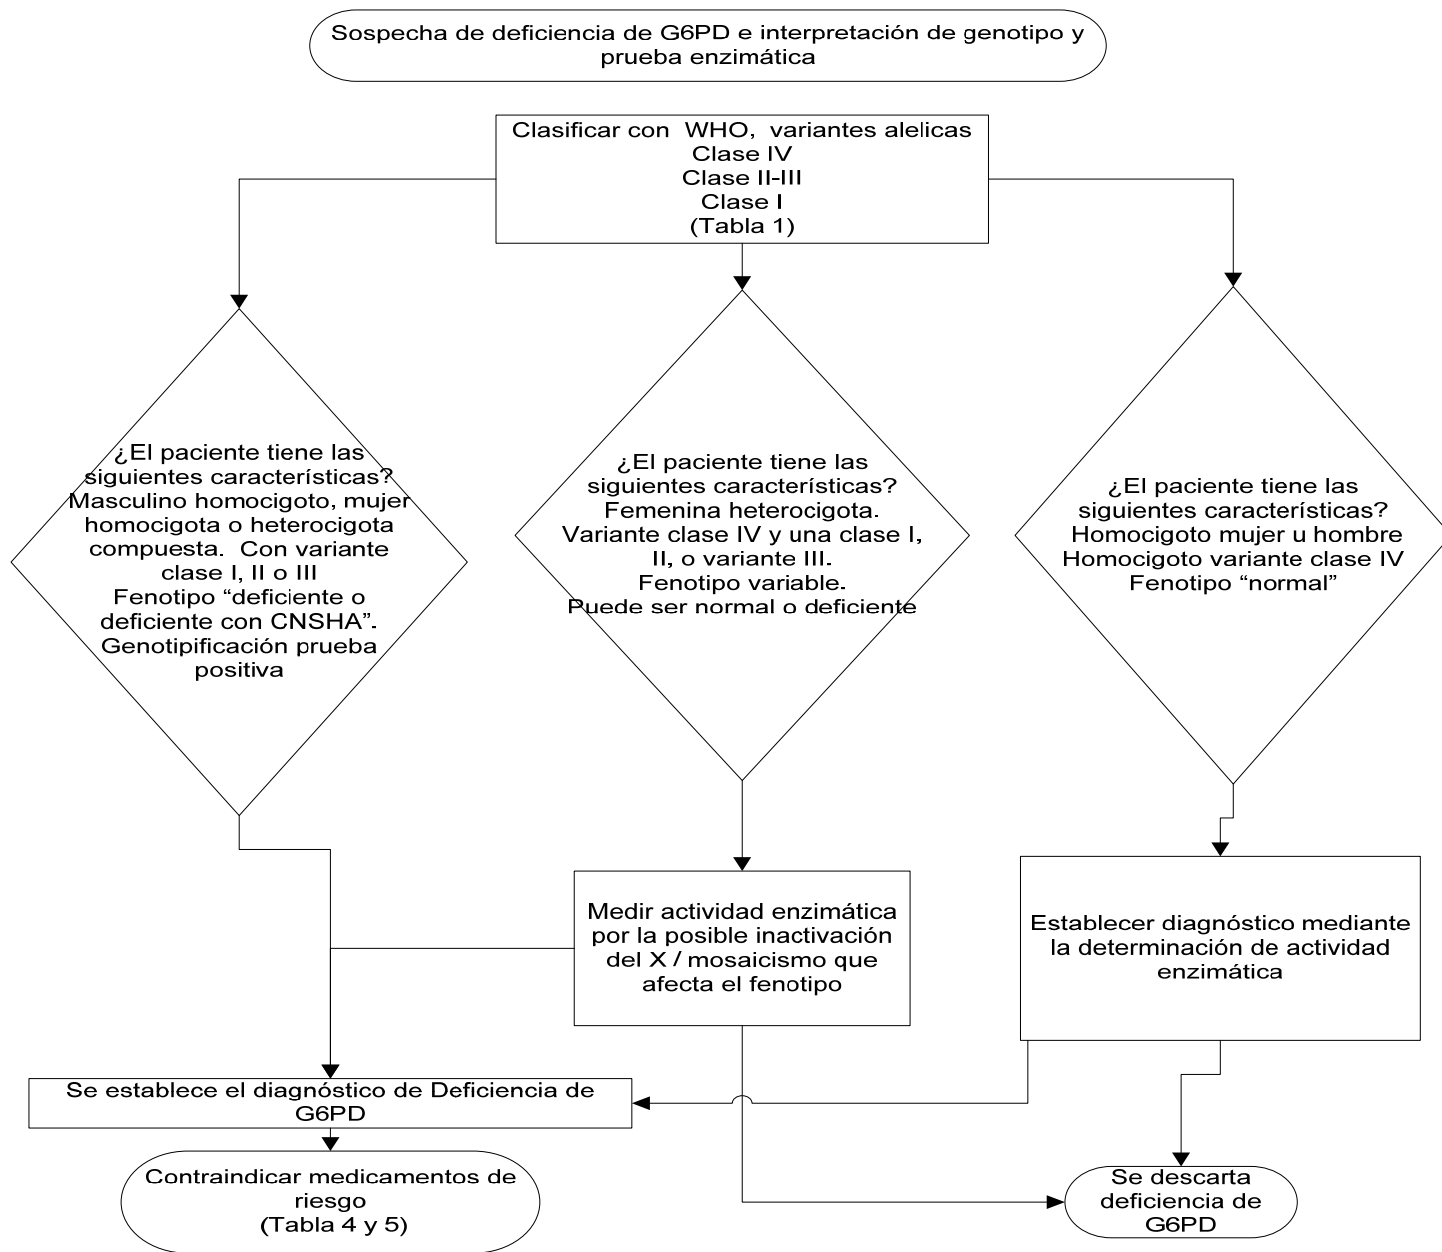 Sospecha de deficiencia de G6PD e interpretación de genotipo y
prueba enzimática
Clasificar con WHO, variantes alelicas
Clase IV
Clase II-III
Clase I
(Tabla 1)
¿El paciente tiene las
siguientes características?
Masculino homocigoto, mujer
homocigota o heterocigota
compuesta. Con variante
clase I, II o III
Fenotipo “deficiente o
deficiente con CNSHA”.
Genotipificación prueba
positiva
¿El paciente tiene las
siguientes características?
Femenina heterocigota.
Variante clase IV y una clase I,
II, o variante III.
Fenotipo variable.
Puede ser normal o deficiente
¿El paciente tiene las
siguientes características?
Homocigoto mujer u hombre
Homocigoto variante clase IV
Fenotipo “normal”
Medir actividad enzimática
por la posible inactivación
del X / mosaicismo que
afecta el fenotipo
Establecer diagnóstico mediante
la determinación de actividad
enzimática
Se establece el diagnóstico de Deficiencia de
G6PD
Contraindicar medicamentos de
riesgo
(Tabla 4 y 5)
Se descarta
deficiencia de
G6PD